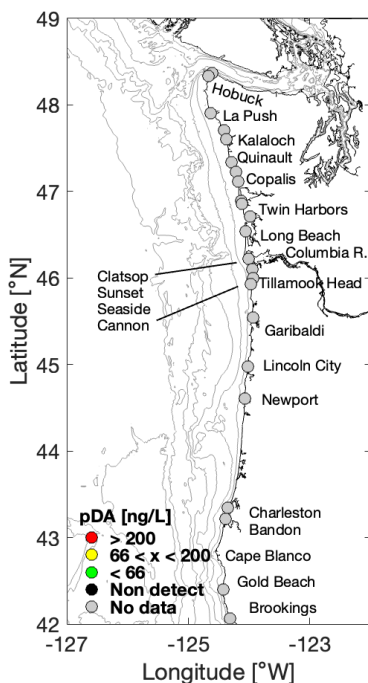 49
48
47
46
45
44
43
42
Latitude [°N]
Hobuck
La Push
Kalaloch
Quinault
Copalis
Twin Harbors
Long Beach
Columbia R.
Clatsop
Sunset
Seaside
Cannon
Tillamook Head
Garibaldi
Lincoln City
Newport
Charleston
Bandon
Cape Blanco
Gold Beach
Brookings
pDA [ng/L]
> 200
66 < x < 200
< 66
Non detect
No data
-127
-125
-123
Longitude [°W]